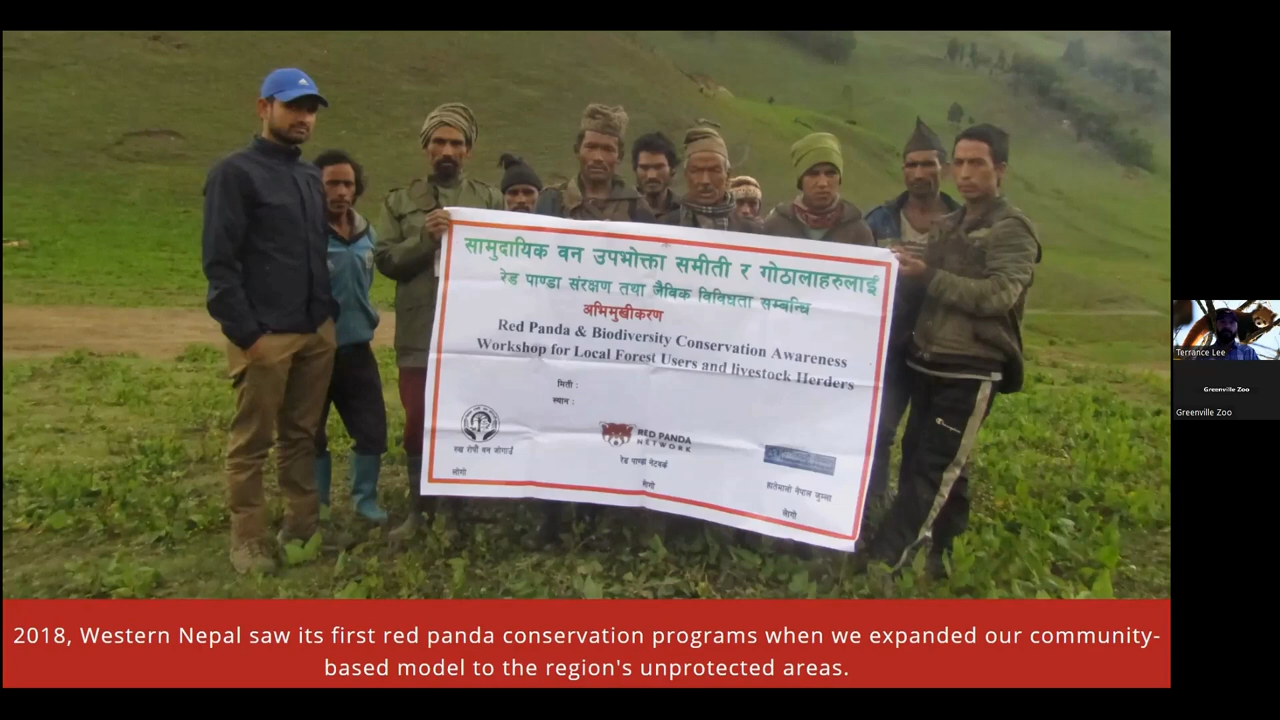 सामुदायिक वन उपभोक्ता समीती र गोठालाहरुलाई
रेड पाण्डा संरक्षण तथा जैविक विविधता सम्बन्धि
अभिमुखीकरण
Red Panda & Biodiversity Conservation Awareness
Workshop for Local Forest Users and livestock Herders
मिती :
स्थान :
RED PANDA
NETWORK
रेड पाण्डा नेटवर्क
लोगो
लोगो
हातेमालो नेपाल जुम्ला
लोगो
2018, Western Nepal saw its first red panda conservation programs when we expanded our community-
based model to the region's unprotected areas.
Terrance Lee
Greenville Zoo
Greenville Zoo